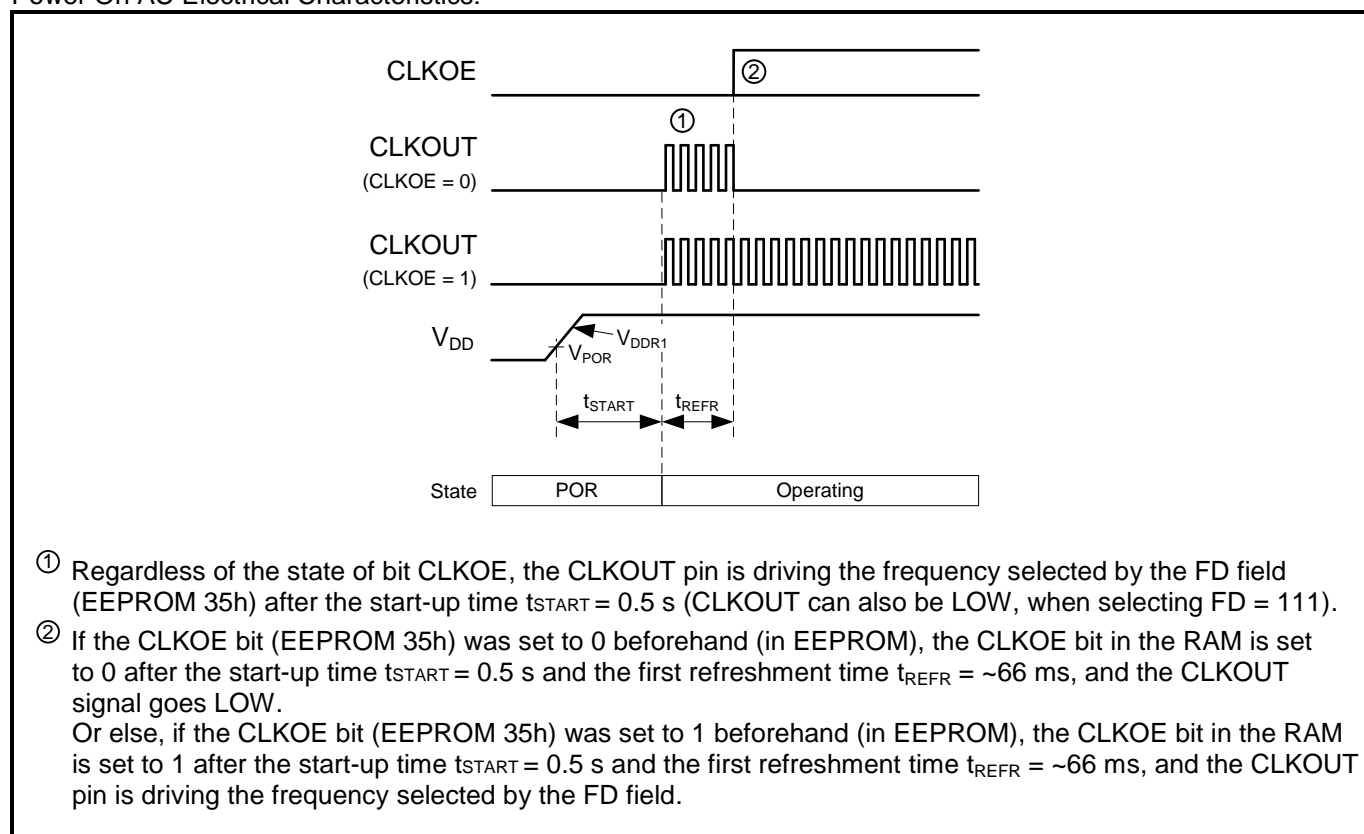 CLKOE
②
①
CLKOUT
(CLKOE = 0)
CLKOUT
(CLKOE = 1)
VDD
VDDR1
VPOR
tSTART
tREFR
State
POR
Operating
① Regardless of the state of bit CLKOE, the CLKOUT pin is driving the frequency selected by the FD field
(EEPROM 35h) after the start-up time tSTART = 0.5 s (CLKOUT can also be LOW, when selecting FD = 111).
② If the CLKOE bit (EEPROM 35h) was set to 0 beforehand (in EEPROM), the CLKOE bit in the RAM is set
to 0 after the start-up time tSTART = 0.5 s and the first refreshment time tREFR = ~66 ms, and the CLKOUT
signal goes LOW.
Or else, if the CLKOE bit (EEPROM 35h) was set to 1 beforehand (in EEPROM), the CLKOE bit in the RAM
is set to 1 after the start-up time tSTART = 0.5 s and the first refreshment time tREFR = ~66 ms, and the CLKOUT
pin is driving the frequency selected by the FD field.